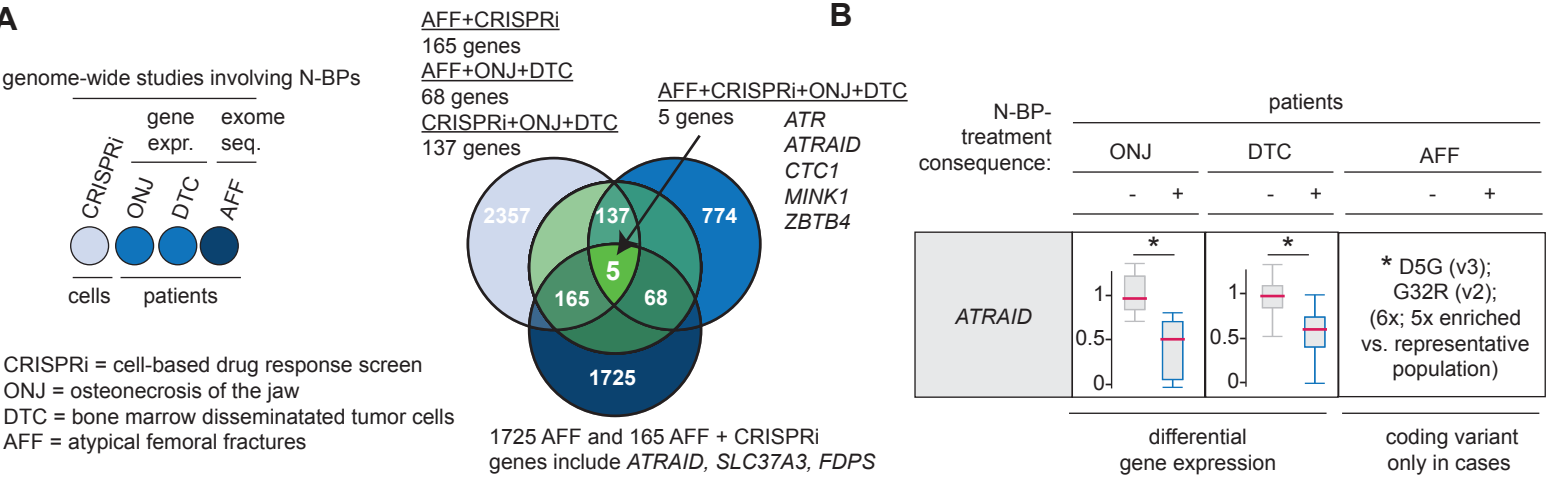 A
genome-wide studies involving N-BPs
gene
expr.
exome
seq.
CRISPRi
ONJ
DTC
AFF
cells
patients
CRISPRi = cell-based drug response screen
ONJ = osteonecrosis of the jaw
DTC = bone marrow disseminatated tumor cells
AFF = atypical femoral fractures
AFF+CRISPRi
165 genes
AFF+ONJ+DTC
68 genes
CRISPRi+ONJ+DTC
137 genes
AFF+CRISPRi+ONJ+DTC
5 genes
ATR
ATRAID
CTC1
MINK1
ZBTB4
2357
137
774
5
165
68
1725
1725 AFF and 165 AFF + CRISPRi
genes include ATRAID, SLC37A3, FDPS
B
N-BP-
treatment
consequence:
patients
ONJ
DTC
AFF
- +
- +
- +
ATRAID
*
1
0.5
0
*
1
0.5
0
* D5G (v3);
G32R (v2);
(6x; 5x enriched
vs. representative
population)
differential
gene expression
coding variant
only in cases